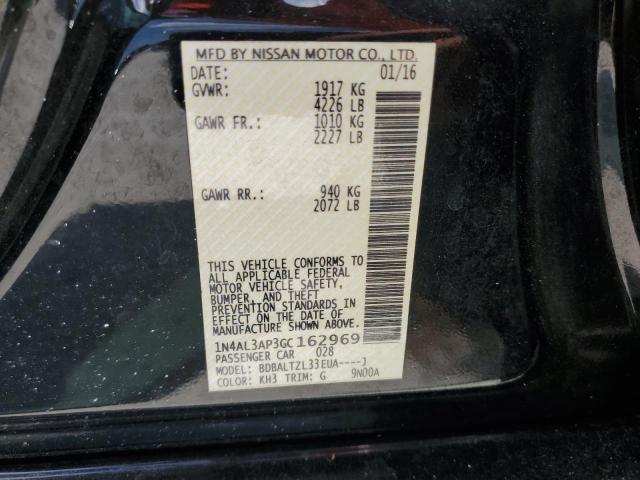 MFD BY NISSAN MOTOR CO., LTD.
DATE: 01/16
GVWR: 1917 KG
4226 LB
GAWR FR.: 1010 KG
2227 LB
GAWR RR.: 940 KG
2072 LB
THIS VEHICLE CONFORMS TO
ALL APPLICABLE FEDERAL
MOTOR VEHICLE SAFETY,
BUMPER, AND THEFT
PREVENTION STANDARDS IN
EFFECT ON THE DATE OF
MANUFACTURE SHOWN ABOVE.
1N4AL3AP3GC162969
PASSENGER CAR 028
MODEL: BDBALTZL33EUA----J
COLOR: KH3 TRIM: G 9N00A